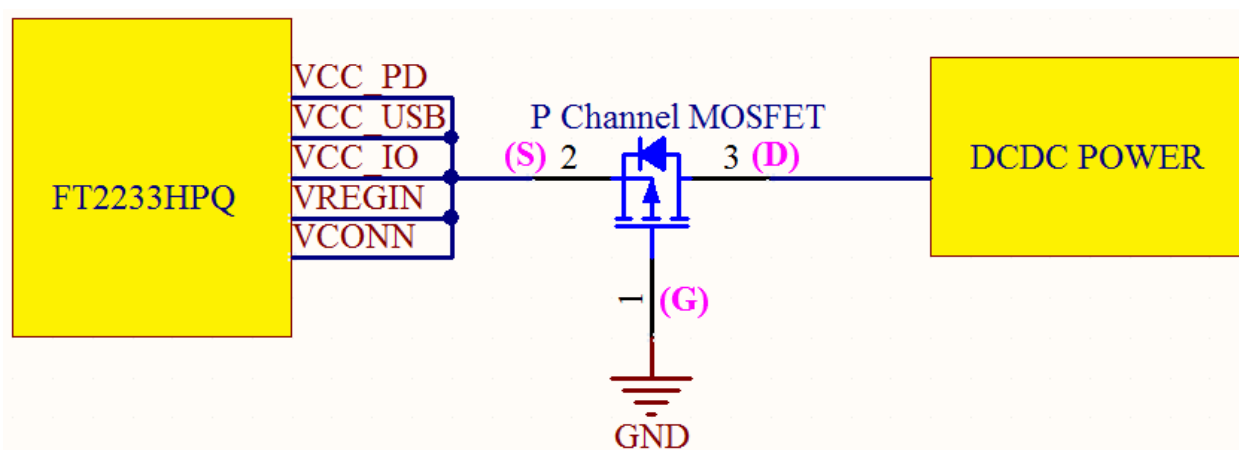 VCC_PD
VCC_USB
VCC_IO
VREGIN
VCONN
FT2233HPQ
P Channel MOSFET
(S) 2
3 (D)
1 (G)
GND
DCDC POWER